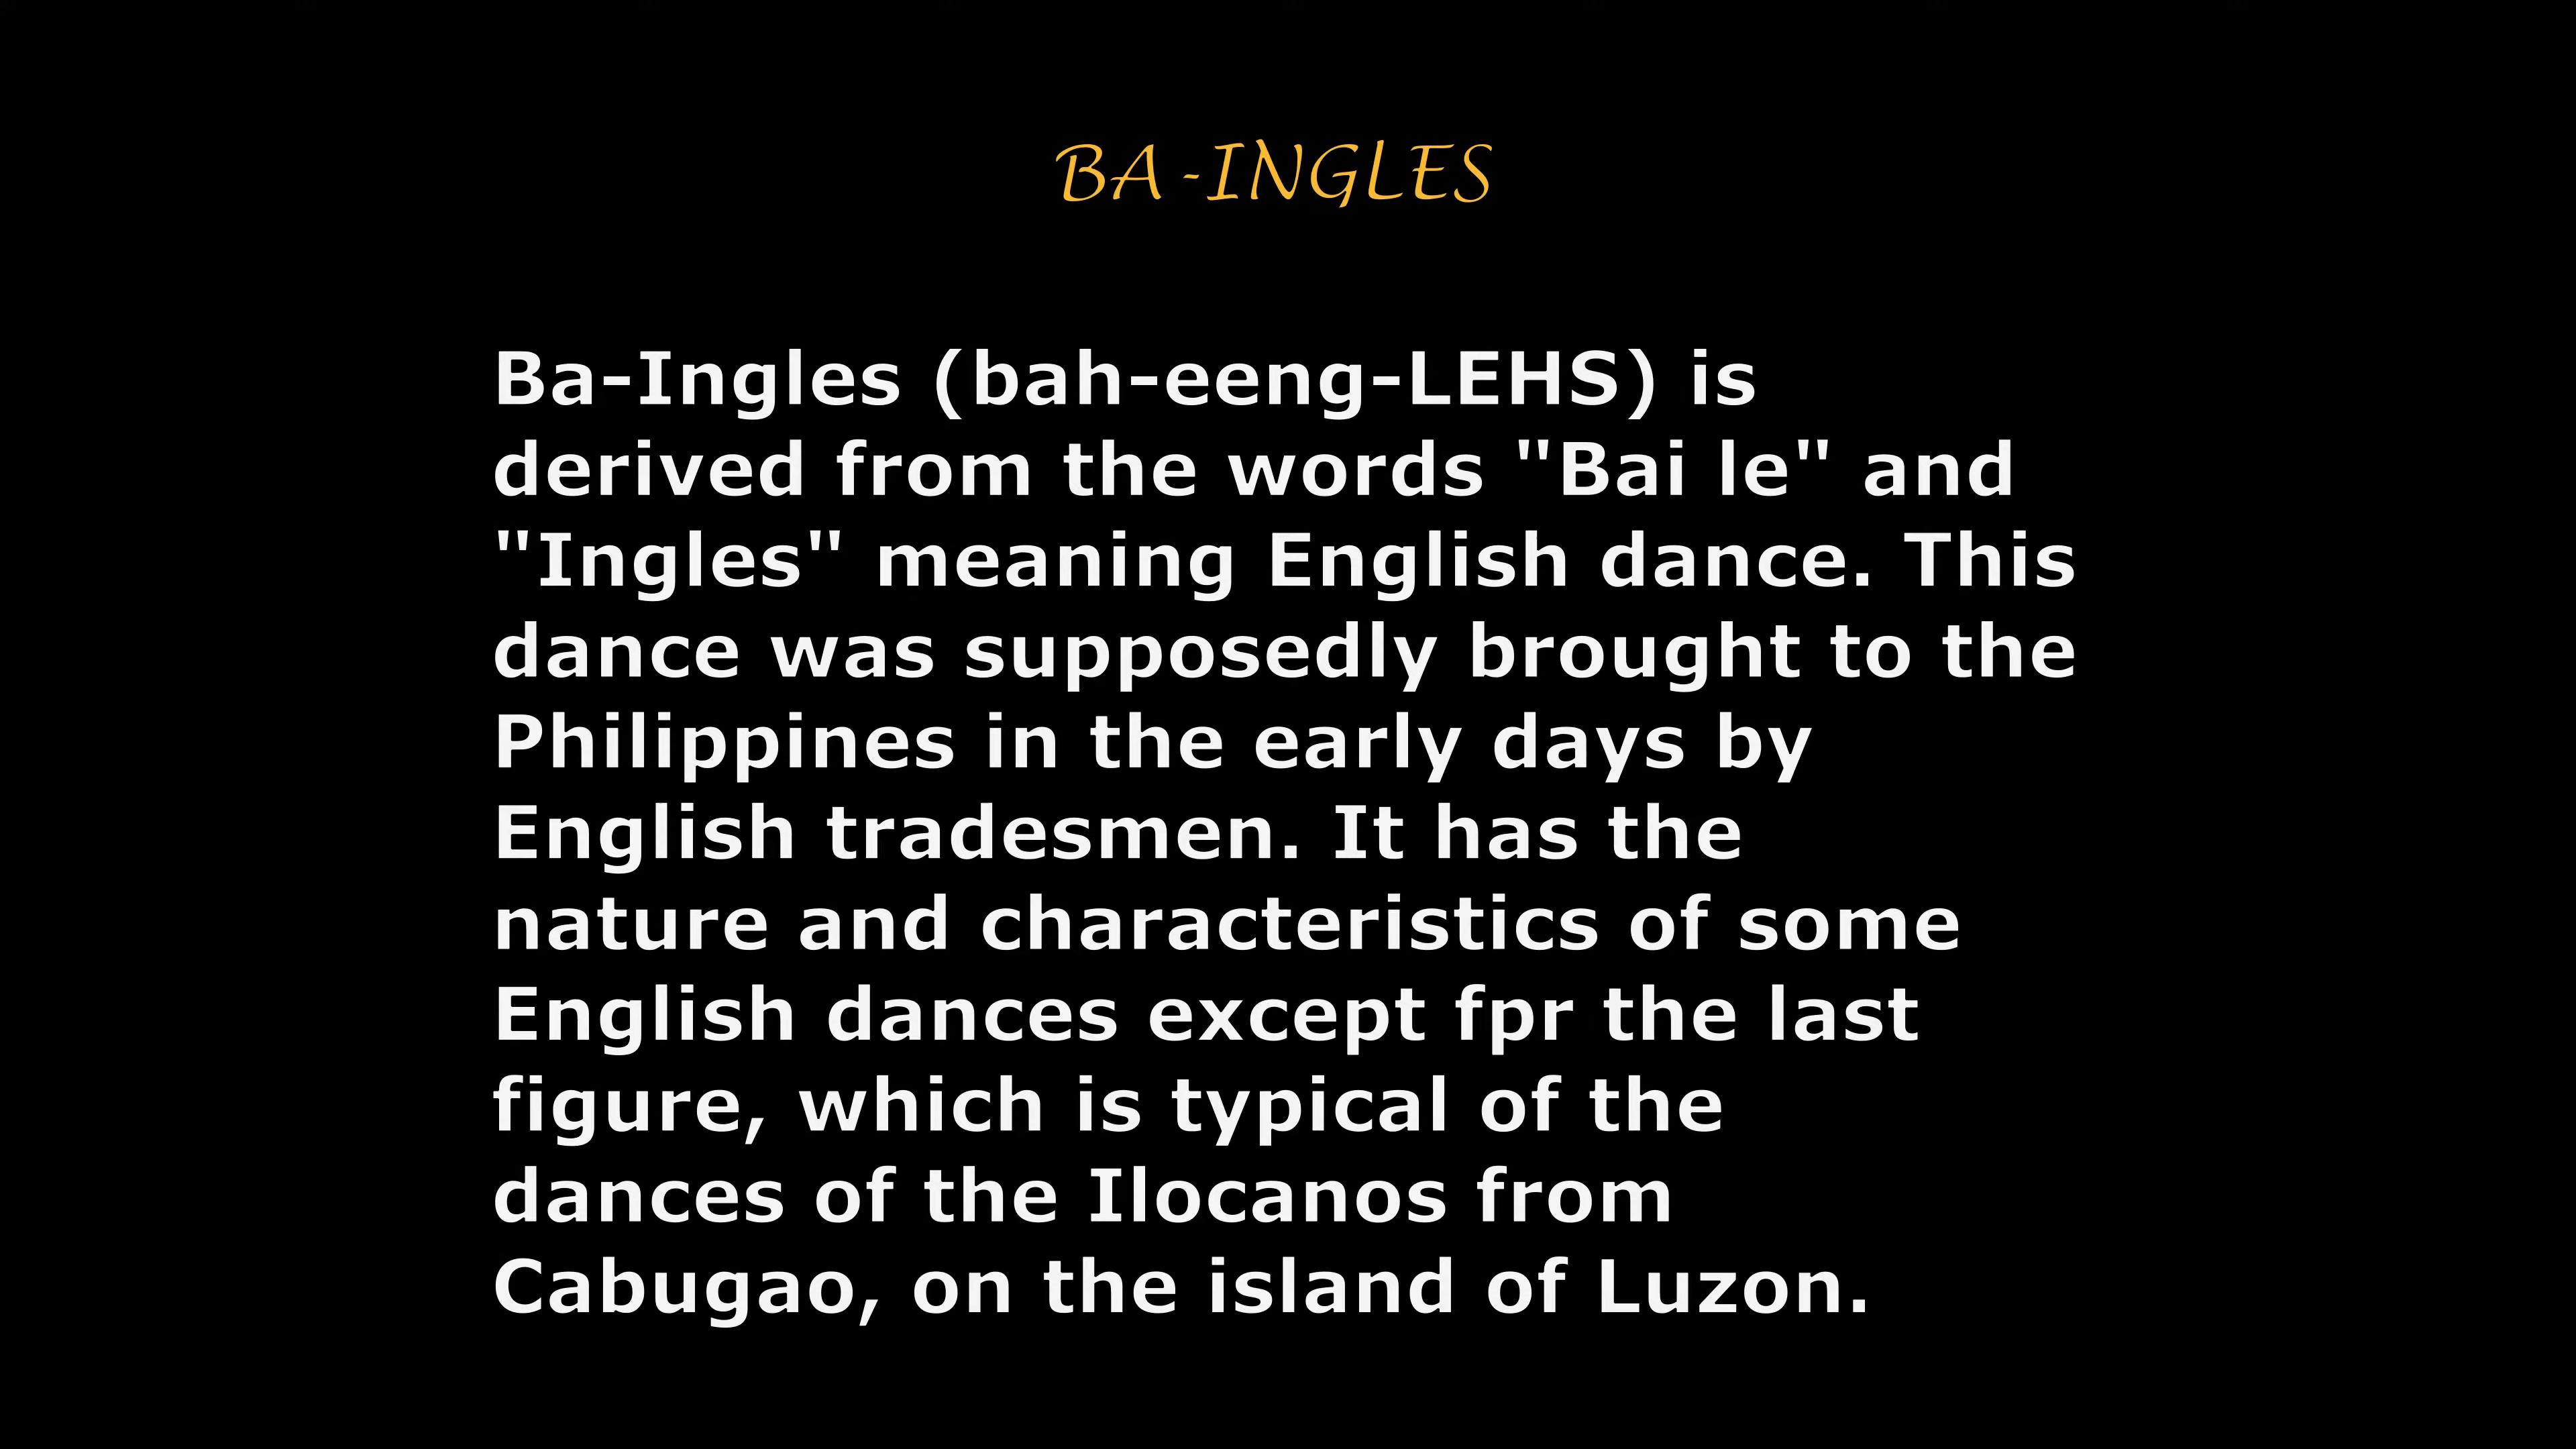 BA-INGLES
Ba-Ingles (bah-eeng-LEHS) is
derived from the words "Bai le" and
"Ingles" meaning English dance. This
dance was supposedly brought to the
Philippines in the early days by
English tradesmen. It has the
nature and characteristics of some
English dances except fpr the last
figure, which is typical of the
dances of the Ilocanos from
Cabugao, on the island of Luzon.